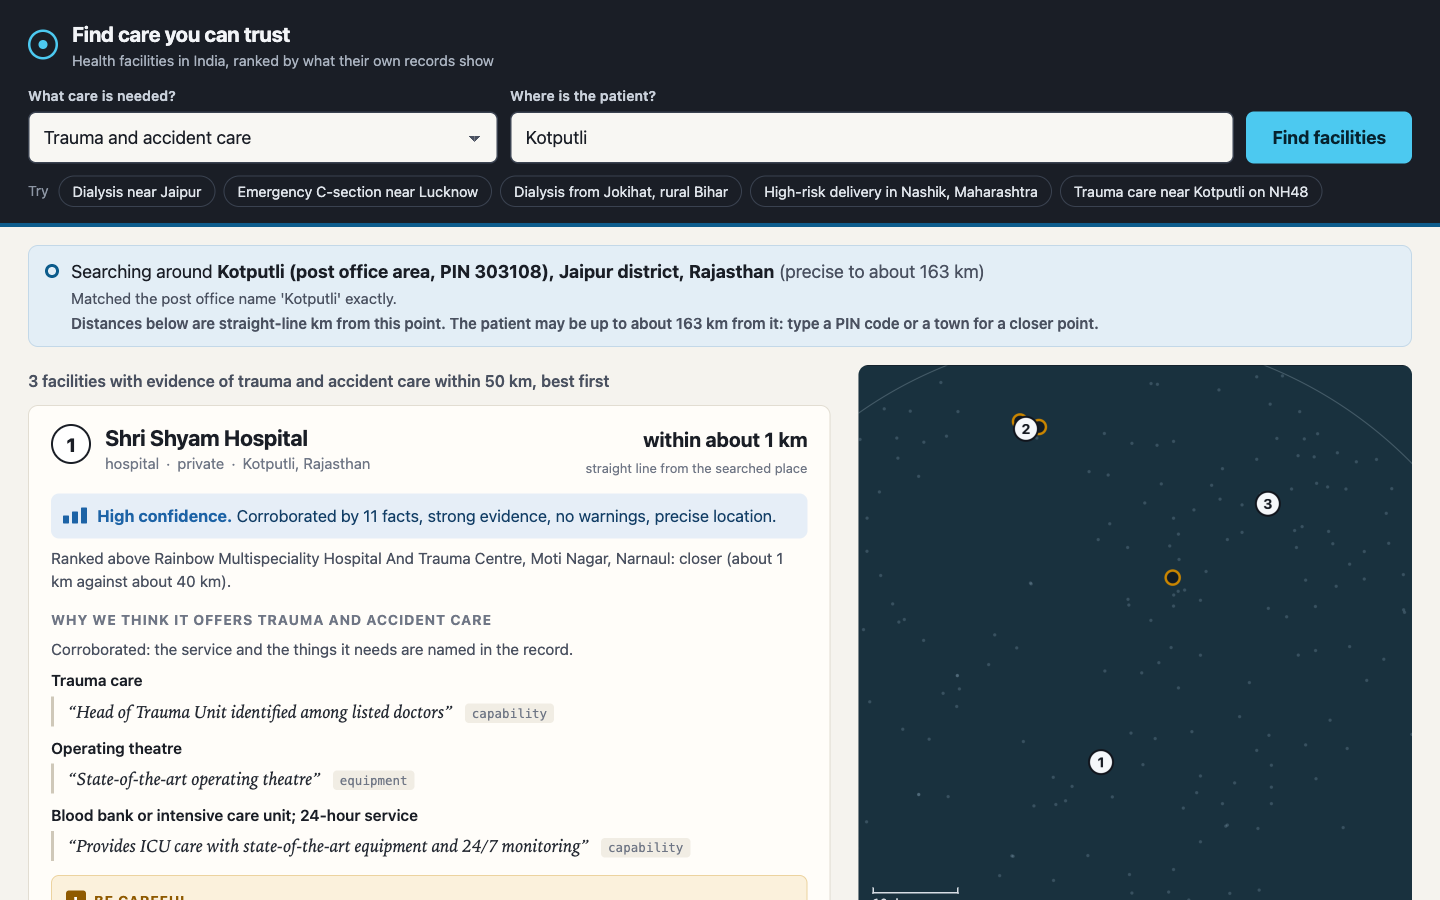 Find care you can trust
Health facilities in India, ranked by what their own records show
What care is needed?
Where is the patient?
Trauma and accident care
Kotputli
Find facilities
Try
Dialysis near Jaipur
Emergency C-section near Lucknow
Dialysis from Jokihat, rural Bihar
High-risk delivery in Nashik, Maharashtra
Trauma care near Kotputli on NH48
Searching around Kotputli (post office area, PIN 303108), Jaipur district, Rajasthan (precise to about 163 km)
Matched the post office name 'Kotputli' exactly.
Distances below are straight-line km from this point. The patient may be up to about 163 km from it: type a PIN code or a town for a closer point.
3 facilities with evidence of trauma and accident care within 50 km, best first
1
Shri Shyam Hospital
within about 1 km
hospital · private · Kotputli, Rajasthan
straight line from the searched place
High confidence. Corroborated by 11 facts, strong evidence, no warnings, precise location.
Ranked above Rainbow Multispeciality Hospital And Trauma Centre, Moti Nagar, Narnaul: closer (about 1
km against about 40 km).
WHY WE THINK IT OFFERS TRAUMA AND ACCIDENT CARE
Corroborated: the service and the things it needs are named in the record.
Trauma care
“Head of Trauma Unit identified among listed doctors” capability
Operating theatre
“State-of-the-art operating theatre” equipment
Blood bank or intensive care unit; 24-hour service
“Provides ICU care with state-of-the-art equipment and 24/7 monitoring” capability
BE CAREFUL
2
3
1